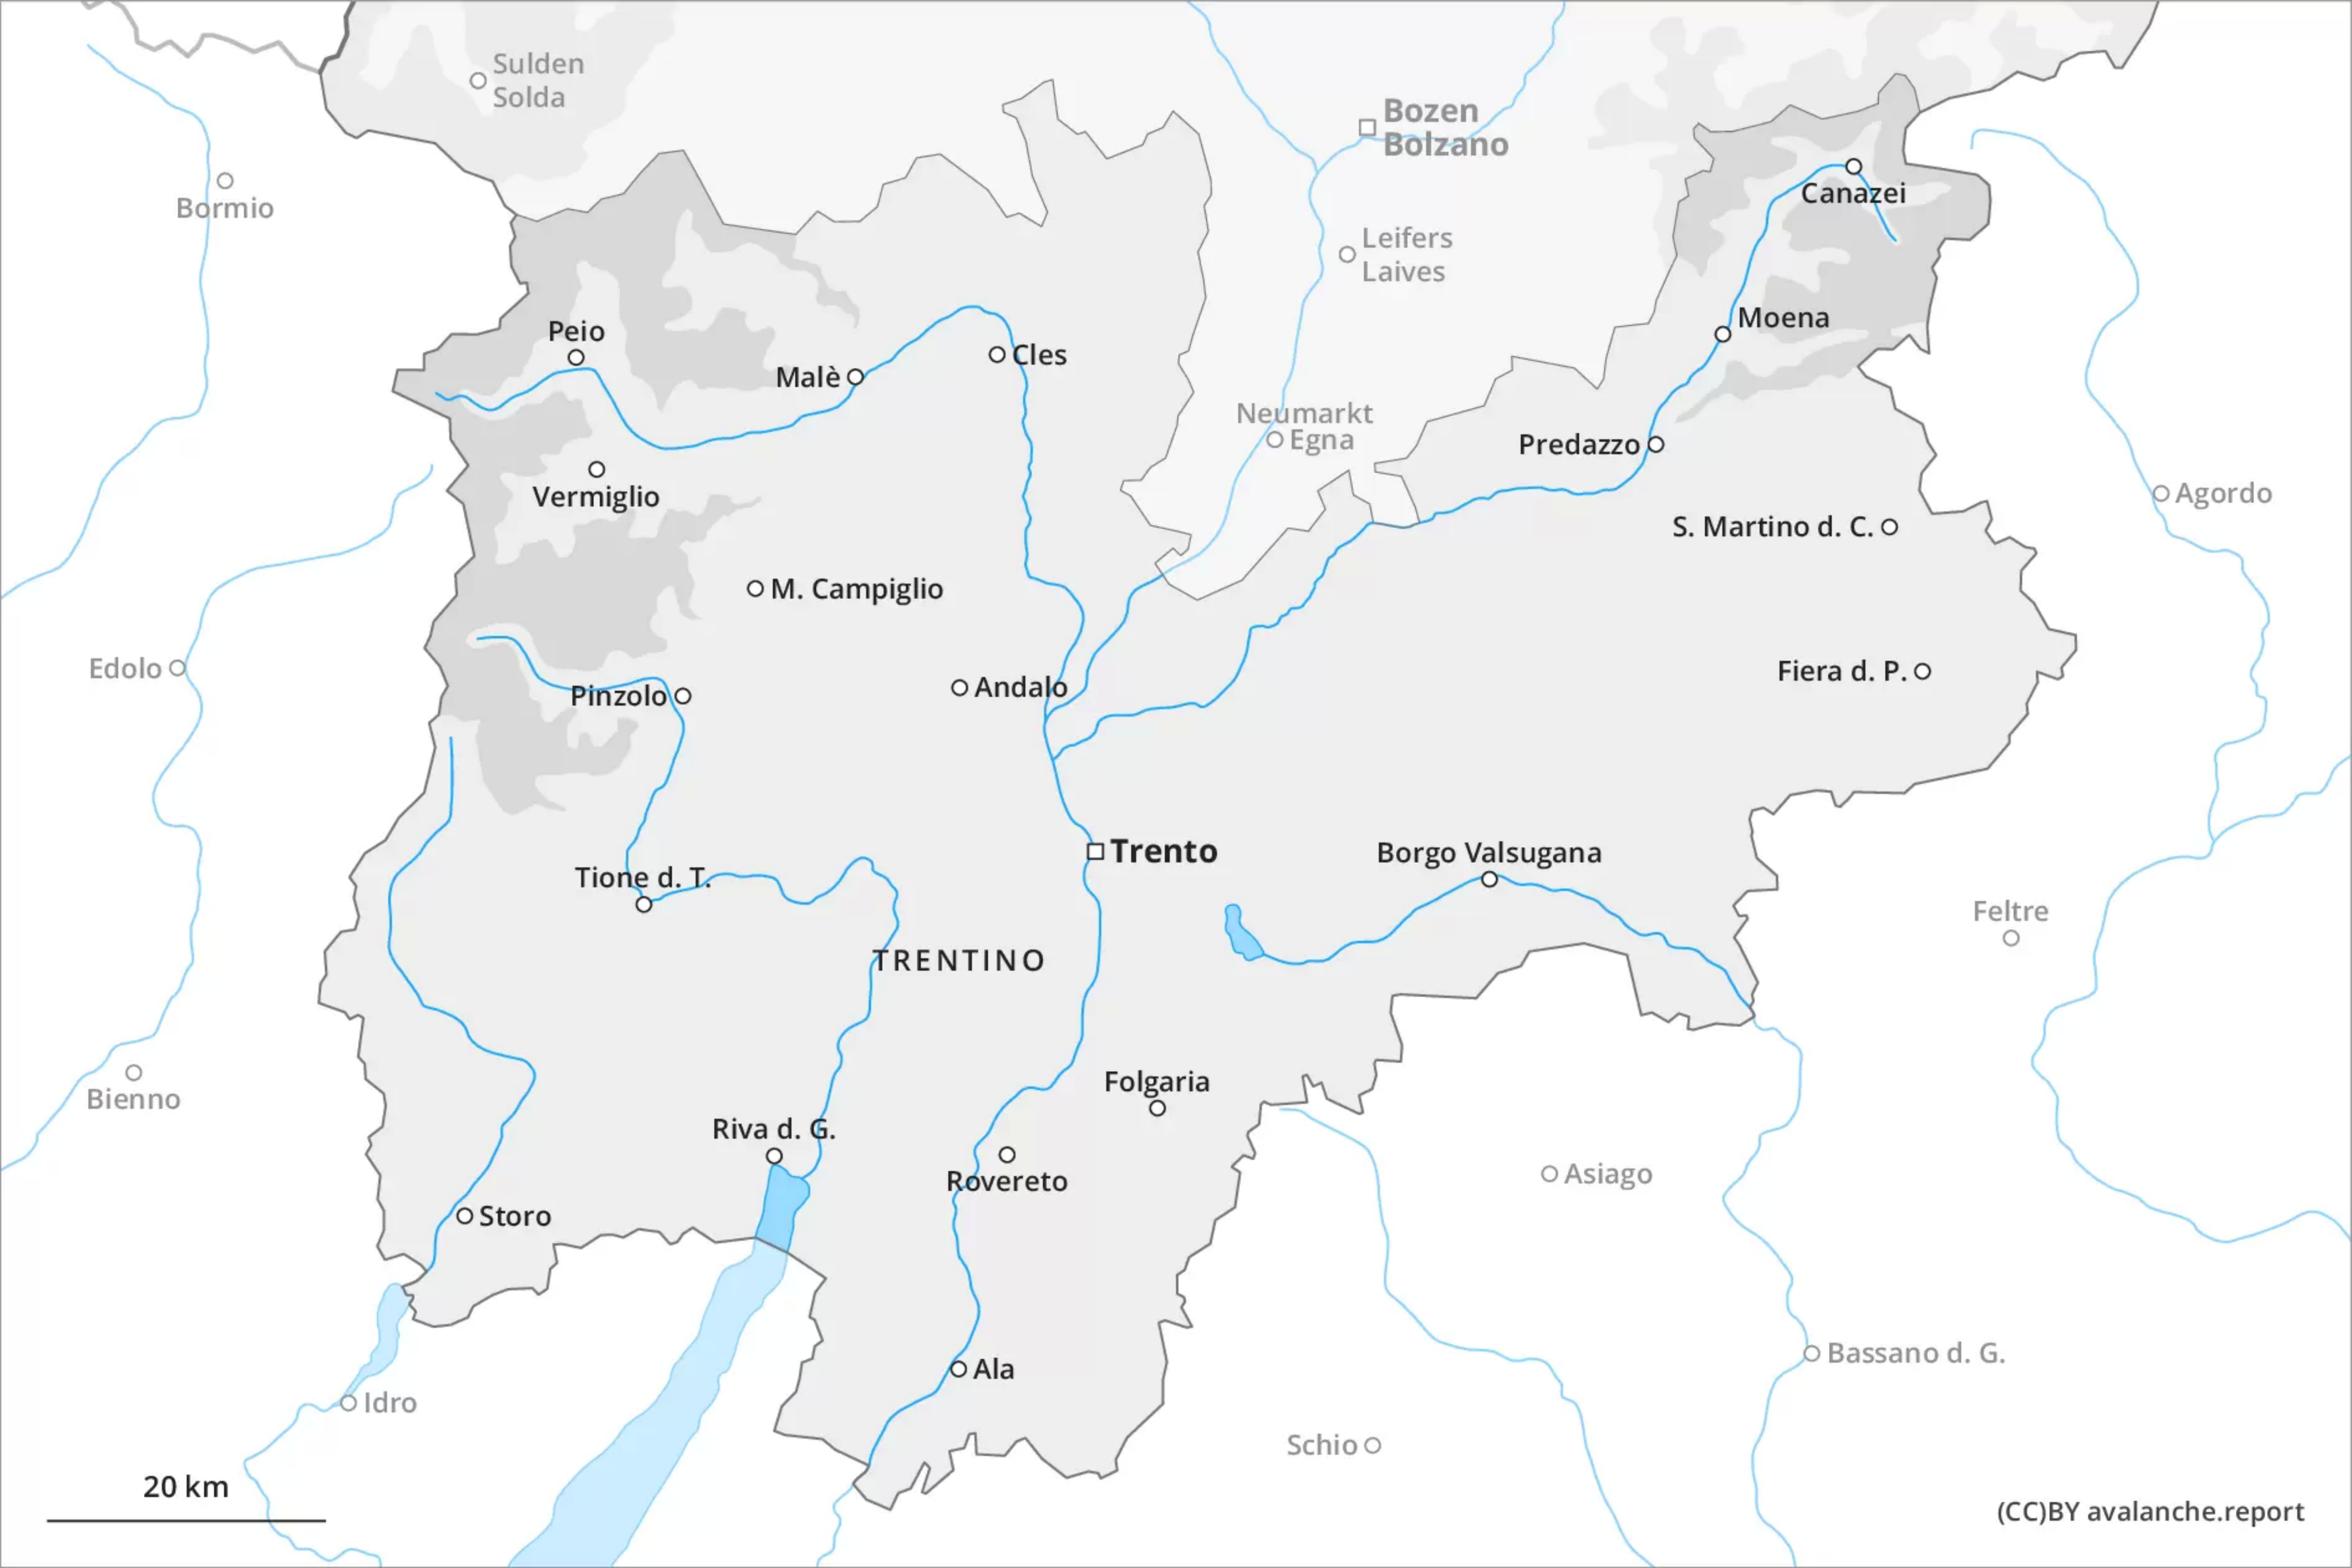 Sulden
Solda
Bozen
Bolzano
Bormio
Canazei
Leifers
Laives
Peio
Moena
Cles
Malè
Neumarkt
Egna
Predazzo
Vermiglio
Agordo
S. Martino d. C.
M. Campiglio
Edolo
Pinzolo
Andalo
Fiera d. P.
Trento
Borgo Valsugana
Tione d. T.
Feltre
TRENTINO
Bienno
Folgaria
Riva d. G.
Rovereto
Asiago
Storo
Ala
Bassano d. G.
Idro
Schio
20 km
(CC)BY avalanche.report